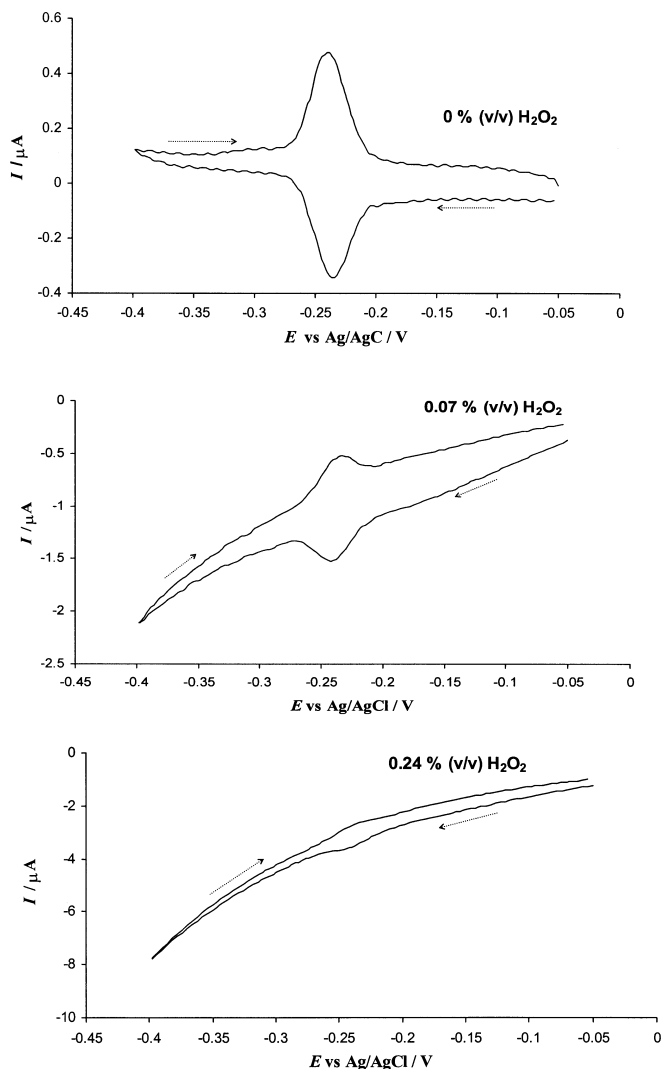 0.6
0.4
0 % (v/v) H₂O₂
0.2
I / µA
0
-0.2
-0.4
-0.45 -0.4 -0.35 -0.3 -0.25 -0.2 -0.15 -0.1 -0.05 0
E vs Ag/AgC / V
0
0.07 % (v/v) H₂O₂
-0.5
-1
I / µA
-1.5
-2
-2.5
-0.45 -0.4 -0.35 -0.3 -0.25 -0.2 -0.15 -0.1 -0.05 0
E vs Ag/AgCl / V
0
0.24 % (v/v) H₂O₂
-2
-4
I / µA
-6
-8
-10
-0.45 -0.4 -0.35 -0.3 -0.25 -0.2 -0.15 -0.1 -0.05 0
E vs Ag/AgCl / V